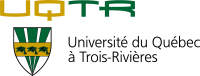 UQTR
Université du Québec
à Trois-Rivières